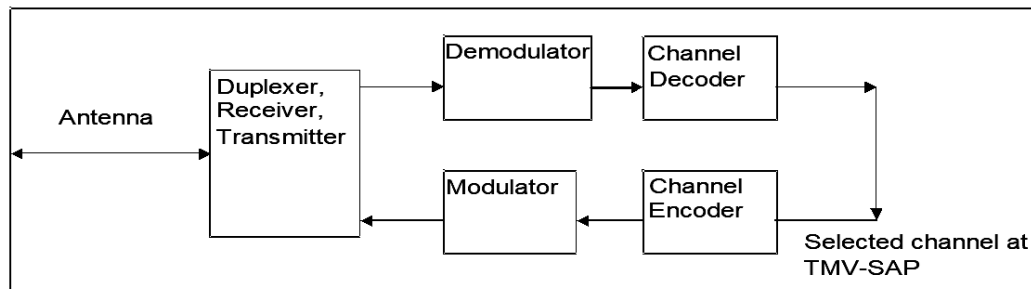 Demodulator
Channel
Decoder
Duplexer,
Receiver,
Transmitter
Antenna
Modulator
Channel
Encoder
Selected channel at
TMV-SAP